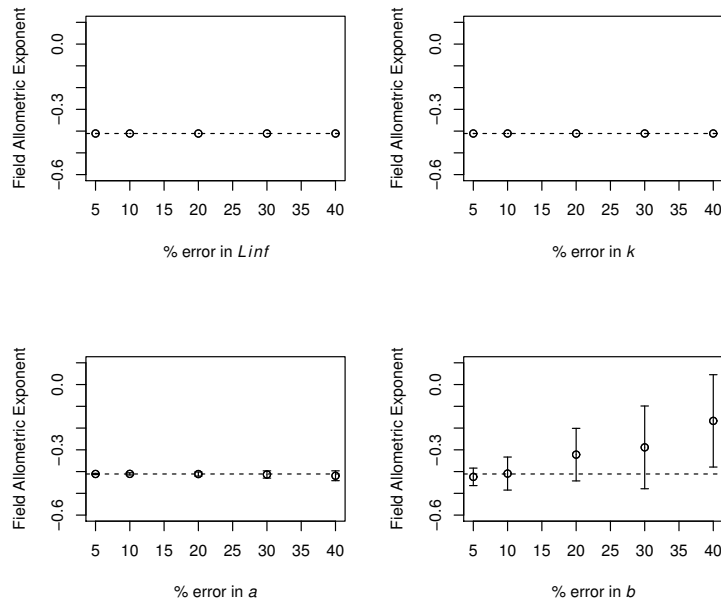 Field Allometric Exponent
0.0
−0.3
−0.6
5 10 15 20 25 30 35 40
% error in Linf
Field Allometric Exponent
0.0
−0.3
−0.6
5 10 15 20 25 30 35 40
% error in k
Field Allometric Exponent
0.0
−0.3
−0.6
5 10 15 20 25 30 35 40
% error in a
Field Allometric Exponent
0.0
−0.3
−0.6
5 10 15 20 25 30 35 40
% error in b